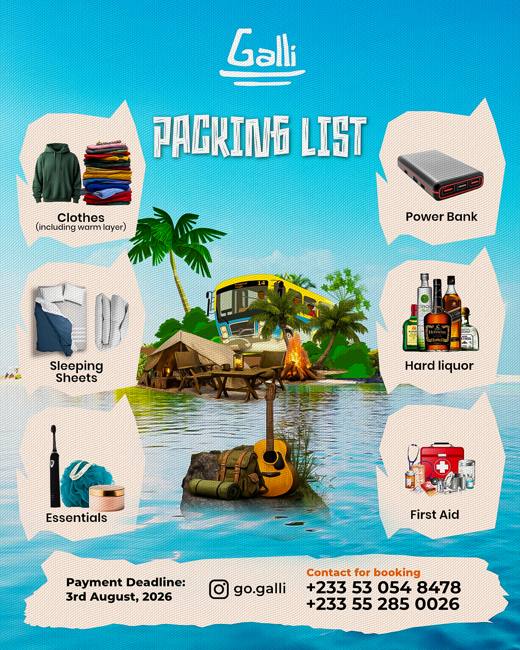 Galli
PACKING LIST
Clothes
(including warm layer)
Power Bank
Sleeping
Sheets
Hard liquor
Essentials
First Aid
Payment Deadline:
3rd August, 2026
go.galli
Contact for booking
+233 53 054 8478
+233 55 285 0026